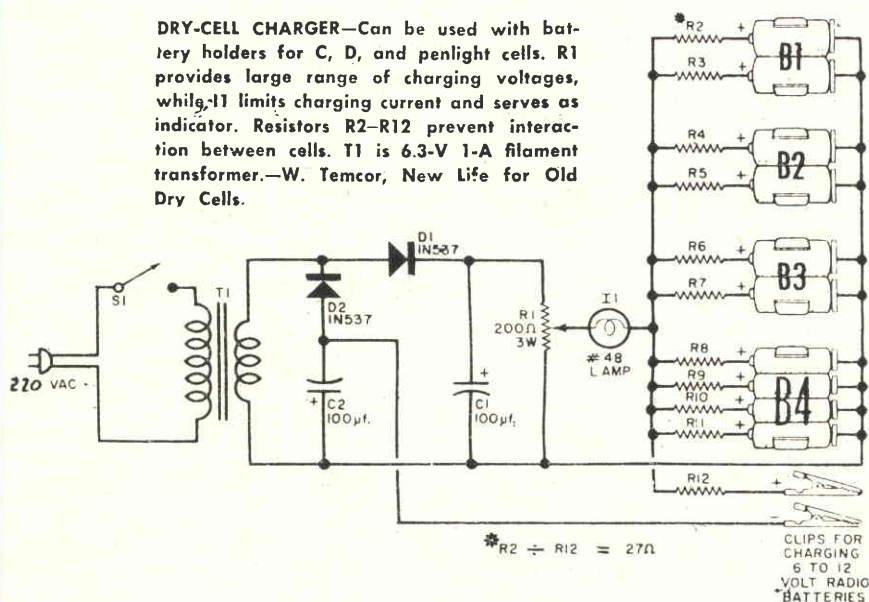 DRY-CELL CHARGER—Can be used with bat-
tery holders for C, D, and penlight cells. R1
provides large range of charging voltages,
while I1 limits charging current and serves as
indicator. Resistors R2–R12 prevent interac-
tion between cells. T1 is 6.3-V 1-A filament
transformer.—W. Temcor, New Life for Old
Dry Cells.
*R2
+
B1
R3
R4
+
B2
R5
+
R6
+
B3
R7
+
R8
+
R9
R10
B4
R11
+
R12
+
-
S1
T1
220 VAC
D1
1N537
D2
1N537
+ C2
100µf.
+
C1
100µf.
R1
200Ω
3W
I1
#48
LAMP
*R2 ÷ R12 = 27Ω
CLIPS FOR
CHARGING
6 TO 12
VOLT RADIO
BATTERIES